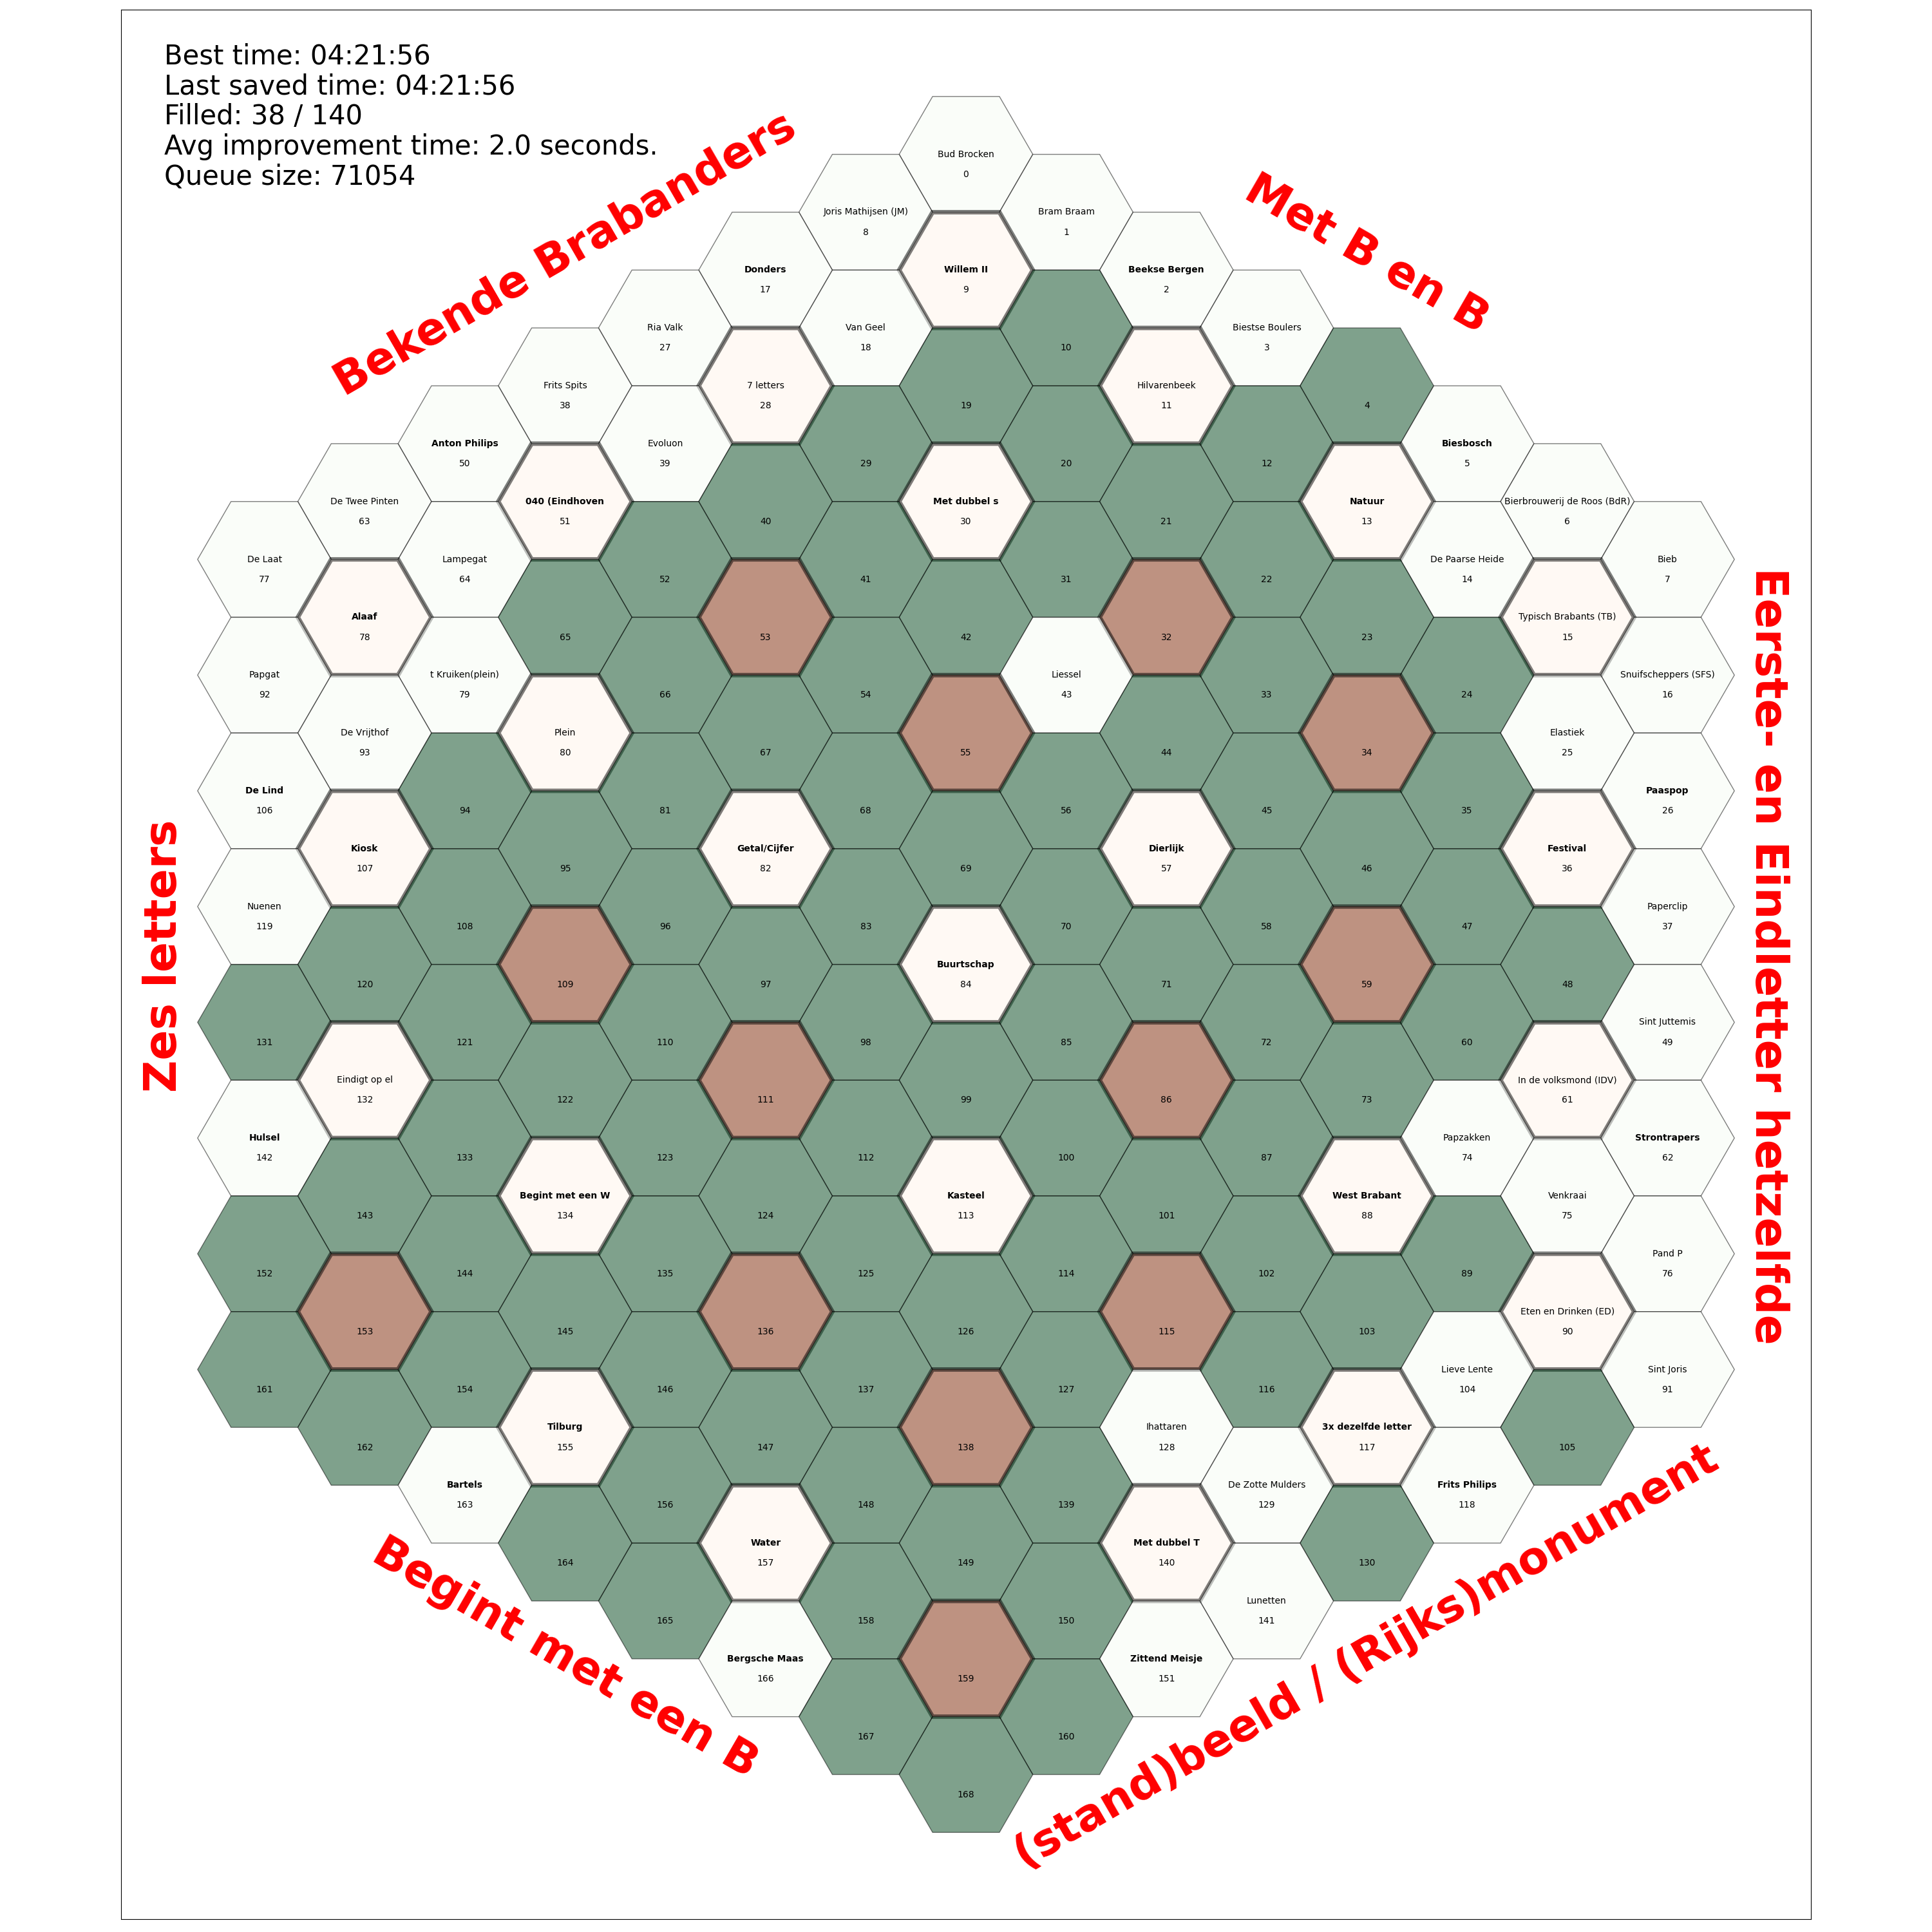 Best time: 04:21:56
Last saved time: 04:21:56
Filled: 38 / 140
Avg improvement time: 2.0 seconds.
Queue size: 71054
Bekende Brabanders
Met B en B
Eerste- en Eindletter hetzelfde
(stand)beeld / (Rijks)monument
Begint met een B
Zes letters
Bud Brocken
0
Bram Braam
1
Beekse Bergen
2
Biestse Boulers
3
4
Biesbosch
5
Bierbrouwerij de Roos (BdR)
6
Bieb
7
Joris Mathijsen (JM)
8
Willem II
9
10
Hilvarenbeek
11
12
Natuur
13
De Paarse Heide
14
Typisch Brabants (TB)
15
Snuifscheppers (SFS)
16
Donders
17
Van Geel
18
19
20
21
22
23
24
Elastiek
25
Paaspop
26
Ria Valk
27
7 letters
28
29
Met dubbel s
30
31
32
33
34
35
Festival
36
Paperclip
37
Frits Spits
38
Evoluon
39
40
41
42
Liessel
43
44
45
46
47
48
Sint Juttemis
49
Anton Philips
50
040 (Eindhoven
51
52
53
54
55
56
Dierlijk
57
58
59
60
In de volksmond (IDV)
61
Strontrapers
62
De Twee Pinten
63
Lampegat
64
65
66
67
68
69
70
71
72
73
Papzakken
74
Venkraai
75
Pand P
76
De Laat
77
Alaaf
78
t Kruiken(plein)
79
Plein
80
81
Getal/Cijfer
82
83
Buurtschap
84
85
86
87
West Brabant
88
89
Eten en Drinken (ED)
90
Sint Joris
91
Papgat
92
De Vrijthof
93
94
95
96
97
98
99
100
101
102
103
Lieve Lente
104
105
De Lind
106
Kiosk
107
108
109
110
111
112
Kasteel
113
114
115
116
3x dezelfde letter
117
Frits Philips
118
Nuenen
119
120
121
122
123
124
125
126
127
Ihattaren
128
De Zotte Mulders
129
130
131
Eindigt op el
132
133
Begint met een W
134
135
136
137
138
139
Met dubbel T
140
Lunetten
141
Hulsel
142
143
144
145
146
147
148
149
150
Zittend Meisje
151
152
153
154
Tilburg
155
156
Water
157
158
159
160
161
162
Bartels
163
164
165
Bergsche Maas
166
167
168